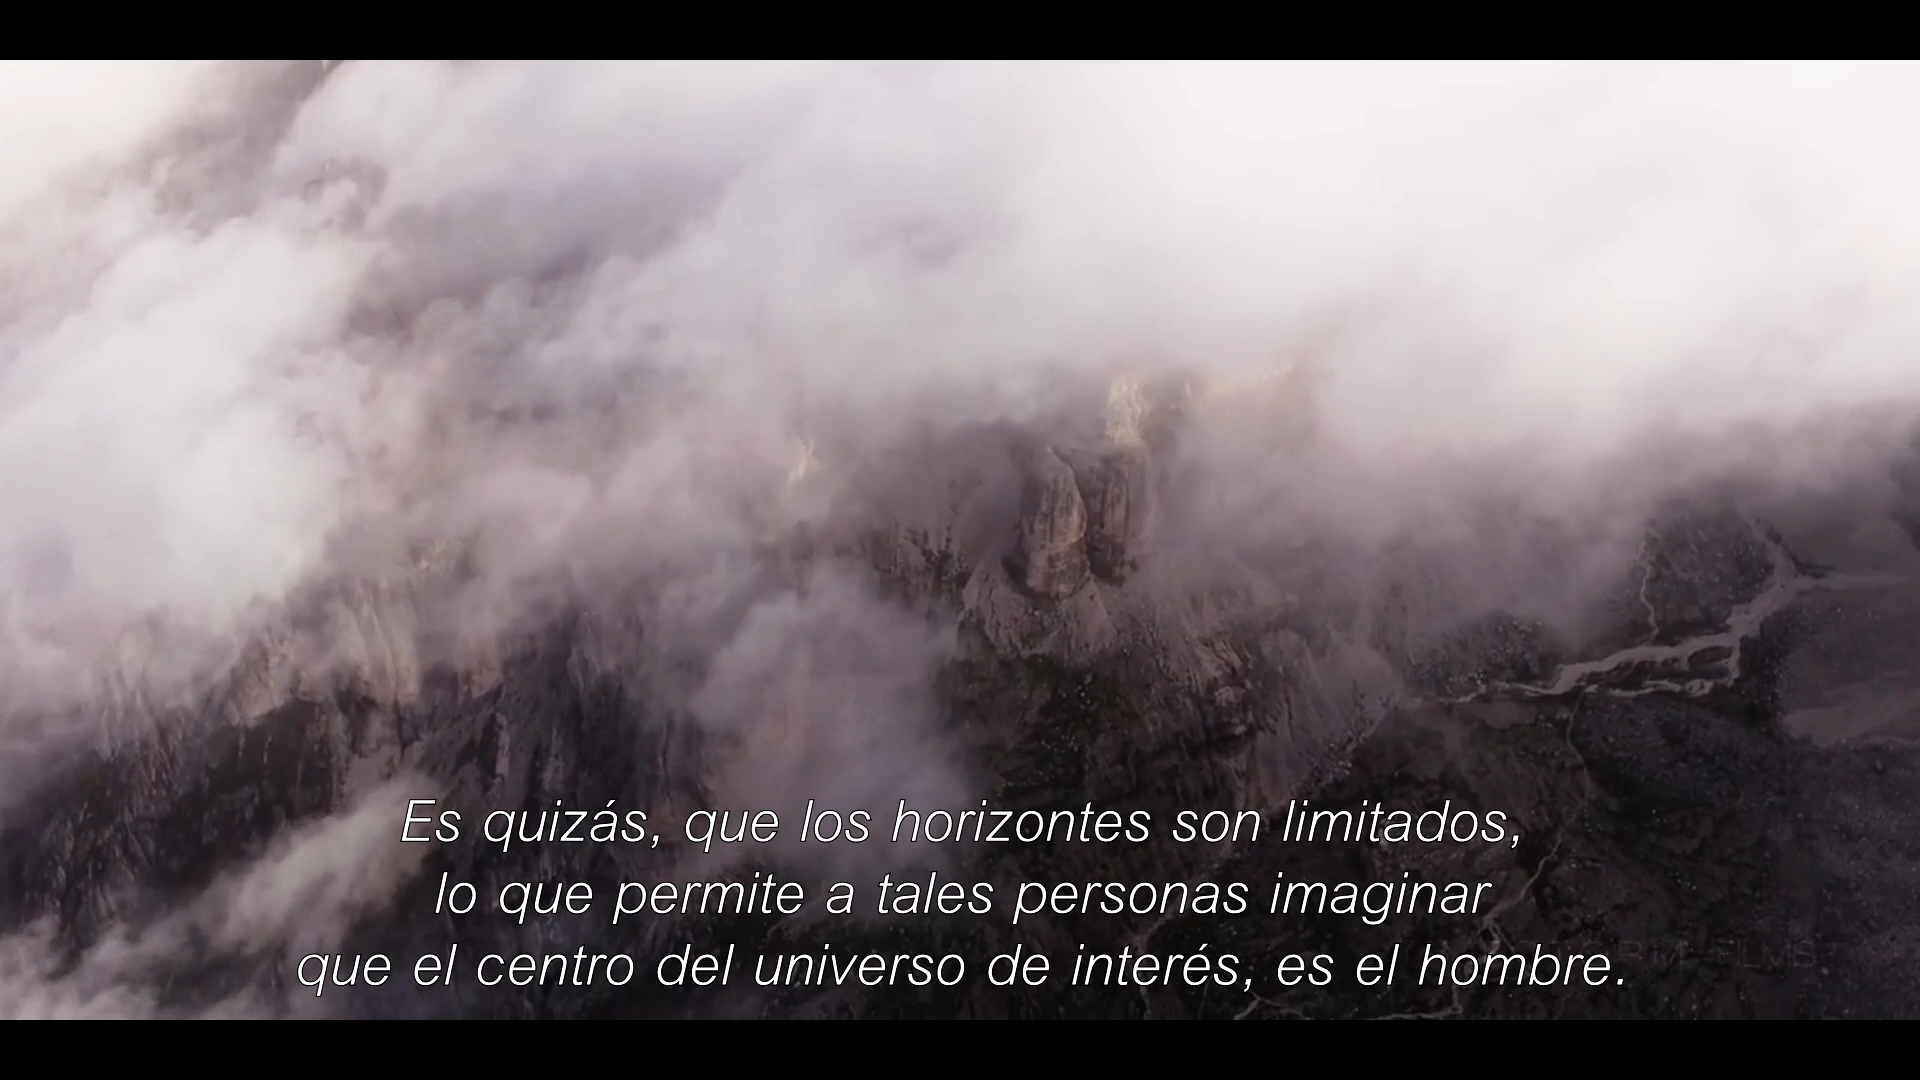 Es quizás, que los horizontes son limitados,
lo que permite a tales personas imaginar
que el centro del universo de interés, es el hombre.